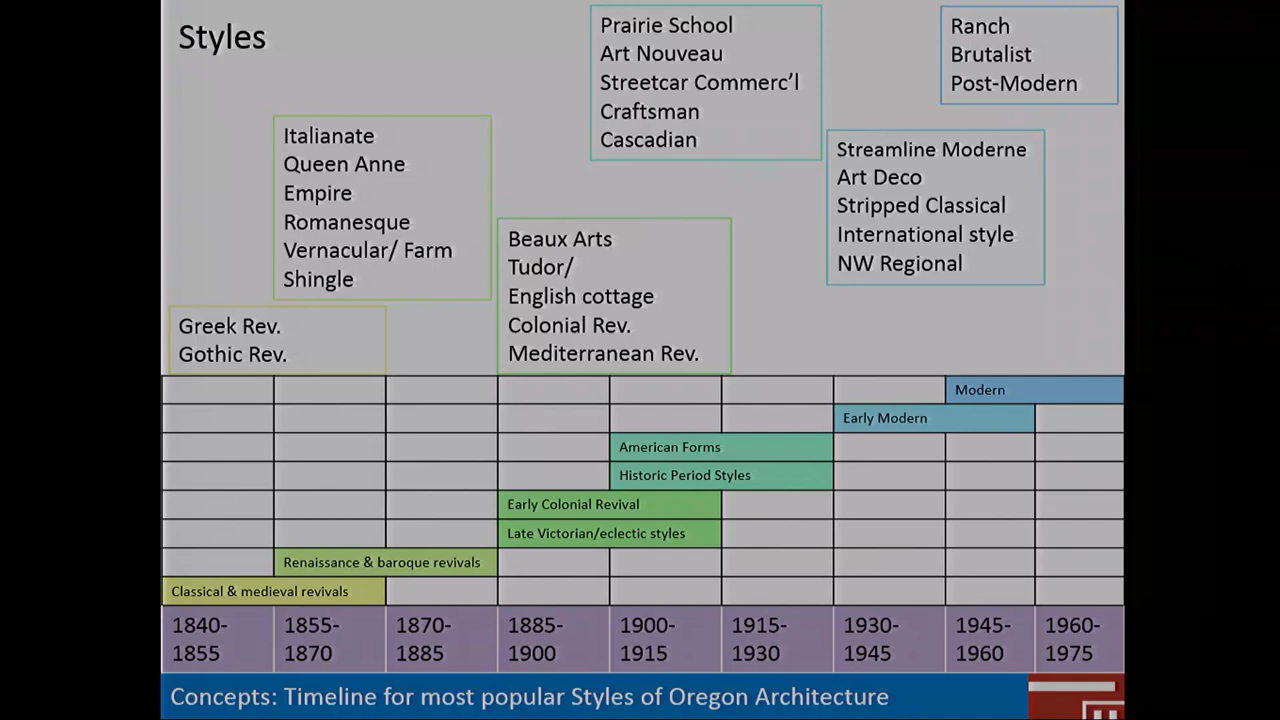 Styles
Prairie School
Art Nouveau
Streetcar Commerc’l
Craftsman
Cascadian
Ranch
Brutalist
Post-Modern
Italianate
Queen Anne
Empire
Romanesque
Vernacular/ Farm
Shingle
Streamline Moderne
Art Deco
Stripped Classical
International style
NW Regional
Beaux Arts
Tudor/
English cottage
Colonial Rev.
Mediterranean Rev.
Greek Rev.
Gothic Rev.
Modern
Early Modern
American Forms
Historic Period Styles
Early Colonial Revival
Late Victorian/eclectic styles
Renaissance & baroque revivals
Classical & medieval revivals
1840-
1855
1855-
1870
1870-
1885
1885-
1900
1900-
1915
1915-
1930
1930-
1945
1945-
1960
1960-
1975
Concepts: Timeline for most popular Styles of Oregon Architecture